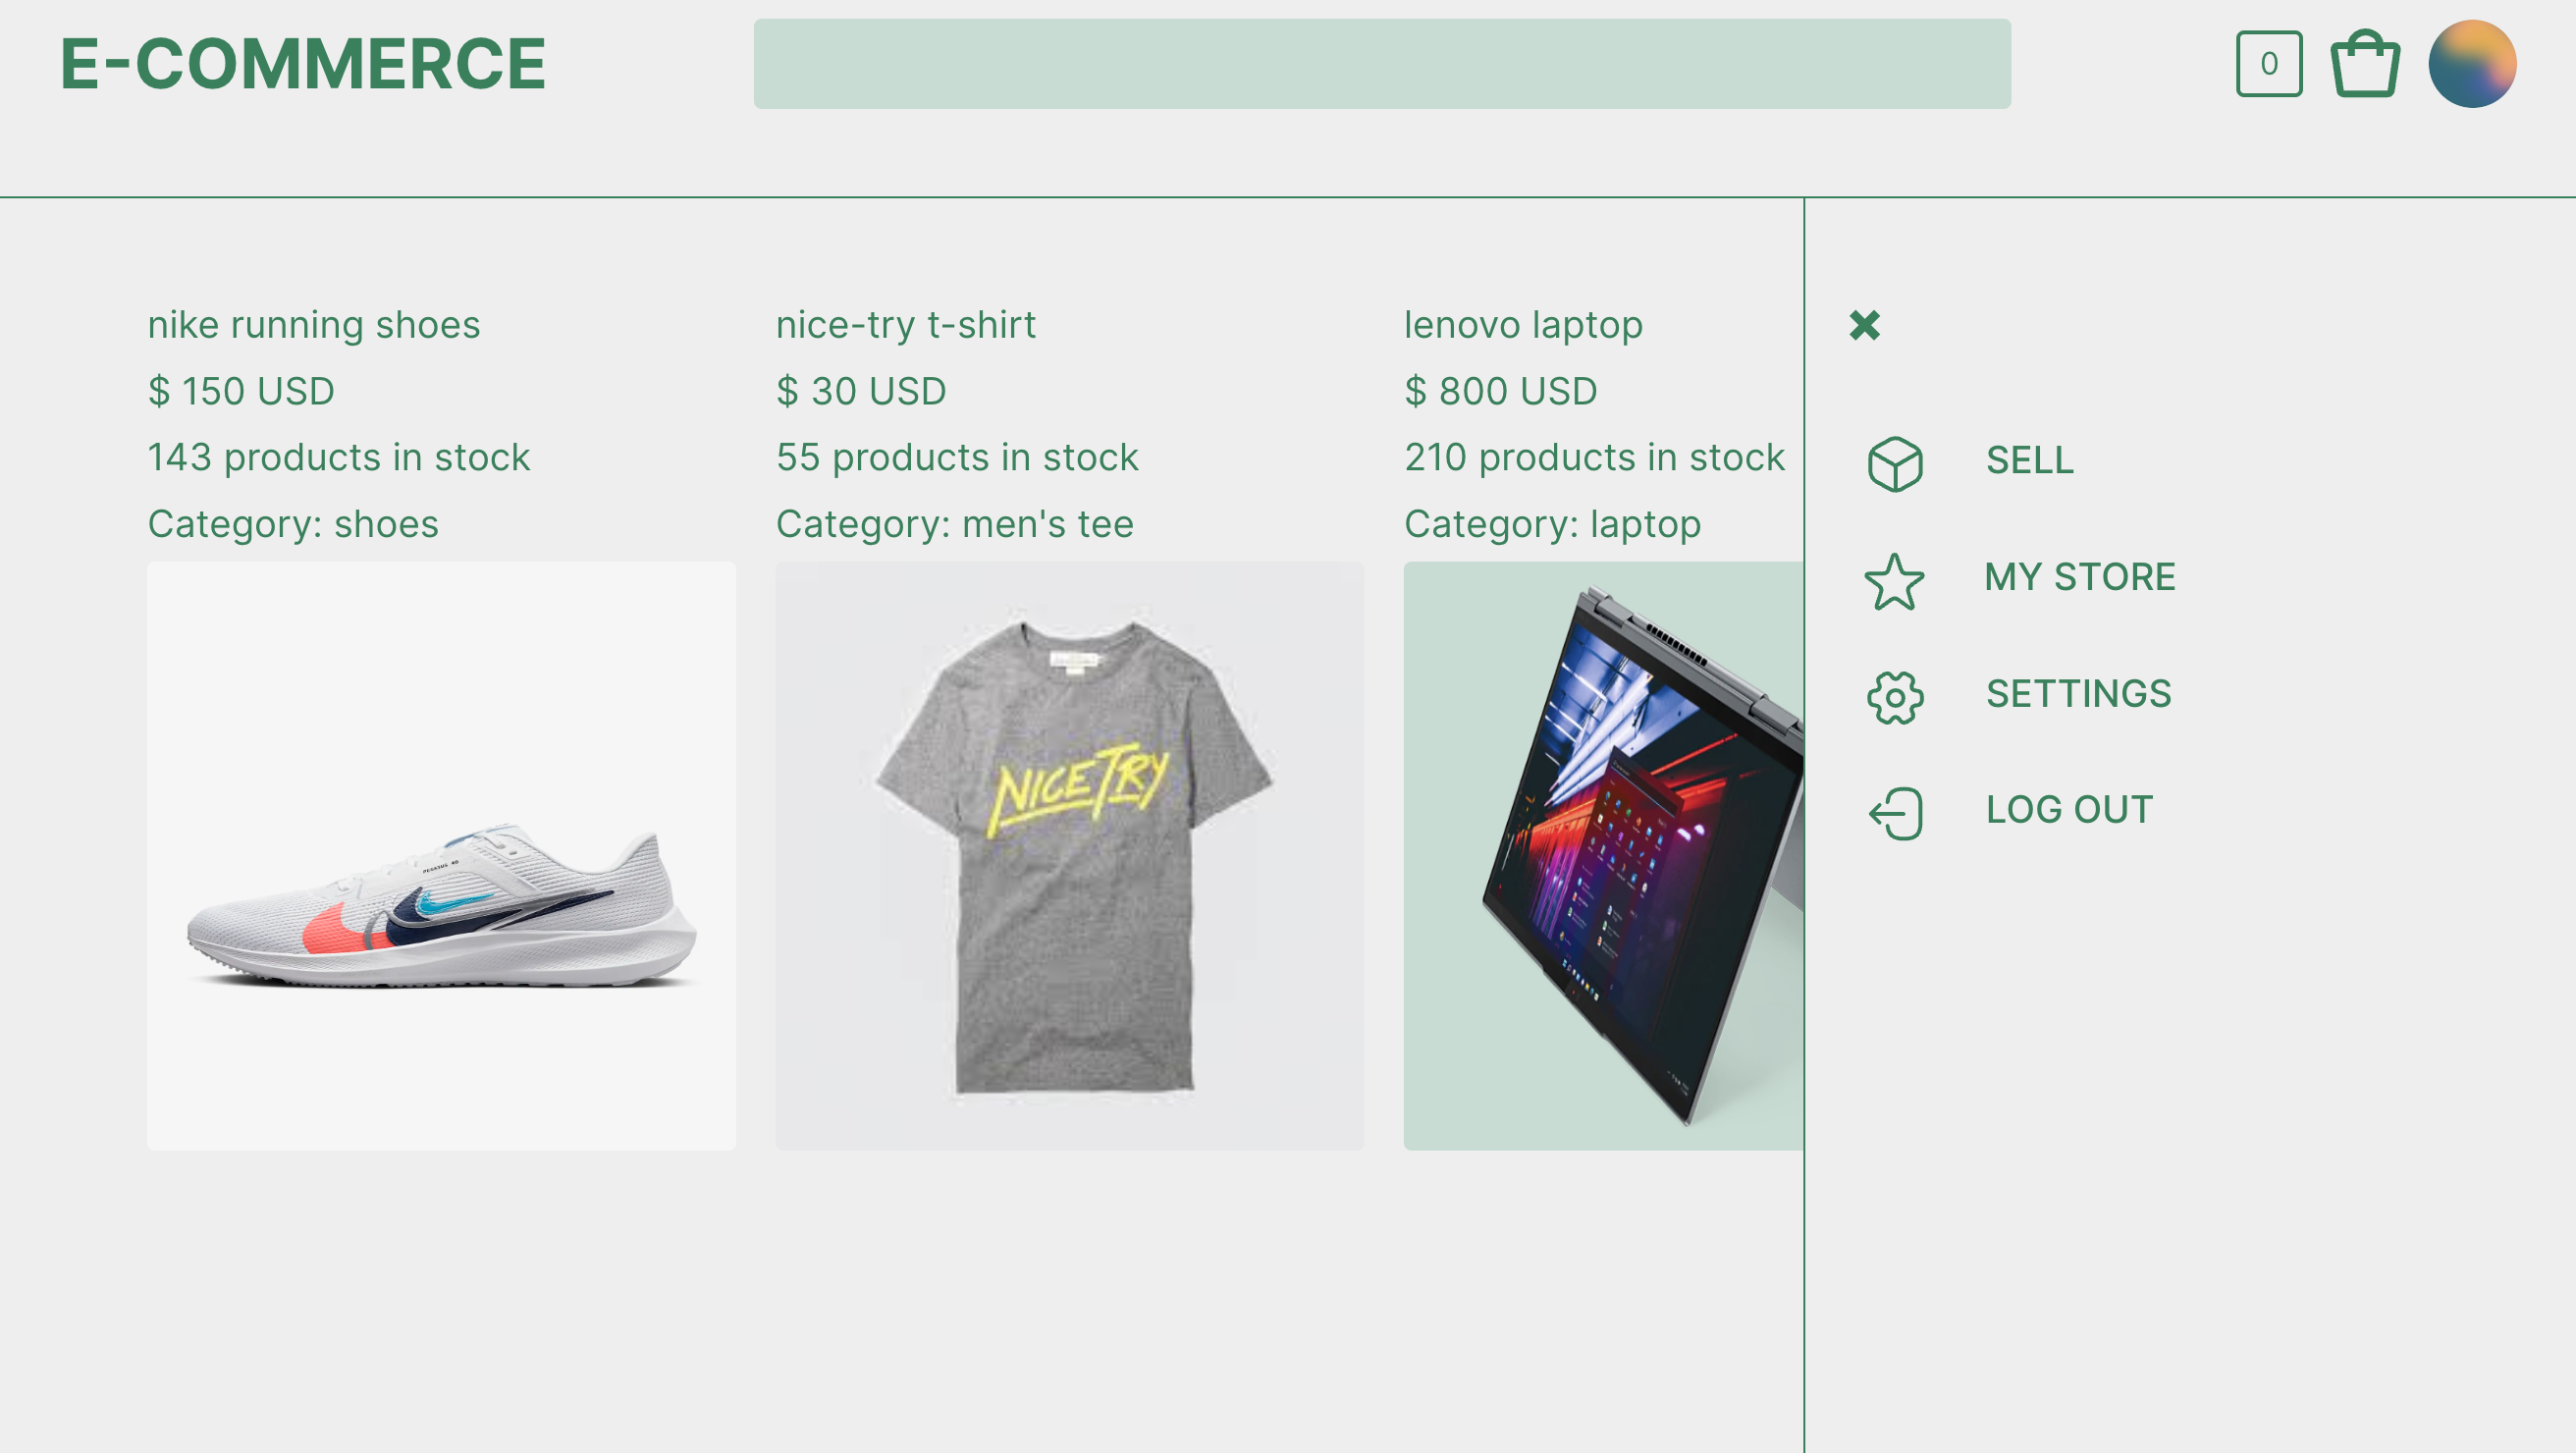 E-COMMERCE
0
nike running shoes
$ 150 USD
143 products in stock
Category: shoes
PEGASUS 40
nice-try t-shirt
$ 30 USD
55 products in stock
Category: men's tee
NICE TRY
lenovo laptop
$ 800 USD
210 products in stock
Category: laptop
SELL
MY STORE
SETTINGS
LOG OUT